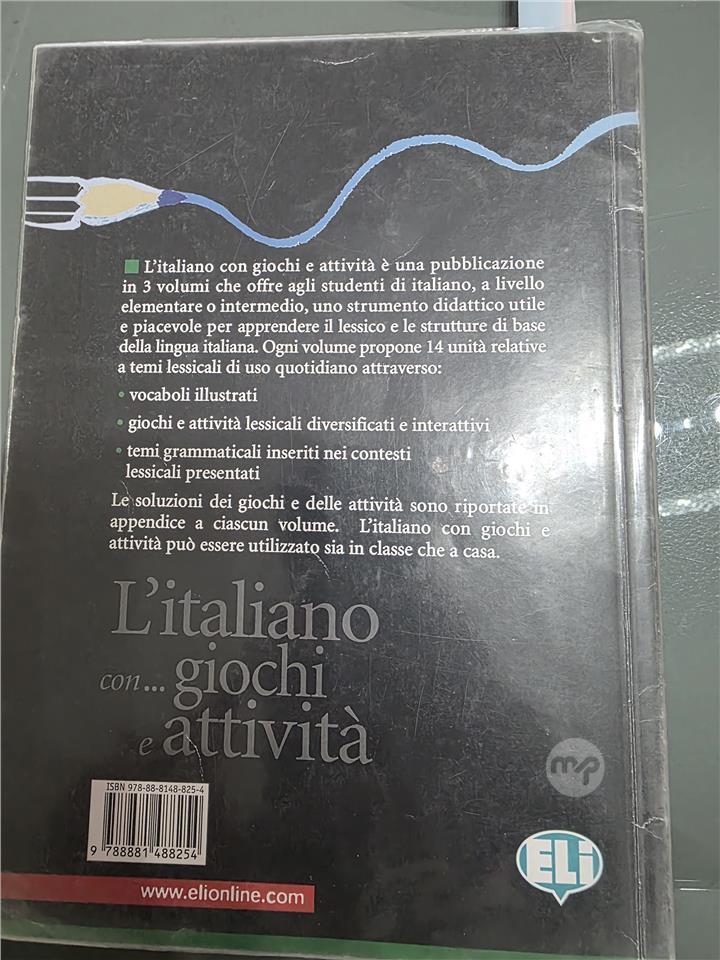 L'italiano con giochi e attività è una pubblicazione
in 3 volumi che offre agli studenti di italiano, a livello
elementare o intermedio, uno strumento didattico utile
e piacevole per apprendere il lessico e le strutture di base
della lingua italiana. Ogni volume propone 14 unità relative
a temi lessicali di uso quotidiano attraverso:
• vocaboli illustrati
• giochi e attività lessicali diversificati e interattivi
• temi grammaticali inseriti nei contesti
lessicali presentati
Le soluzioni dei giochi e delle attività sono riportate in
appendice a ciascun volume. L'italiano con giochi e
attività può essere utilizzato sia in classe che a casa.
L'italiano
con... giochi
e attività
mp
ISBN 978-88-8148-825-4
9 788881 488254
ELi
www.elionline.com